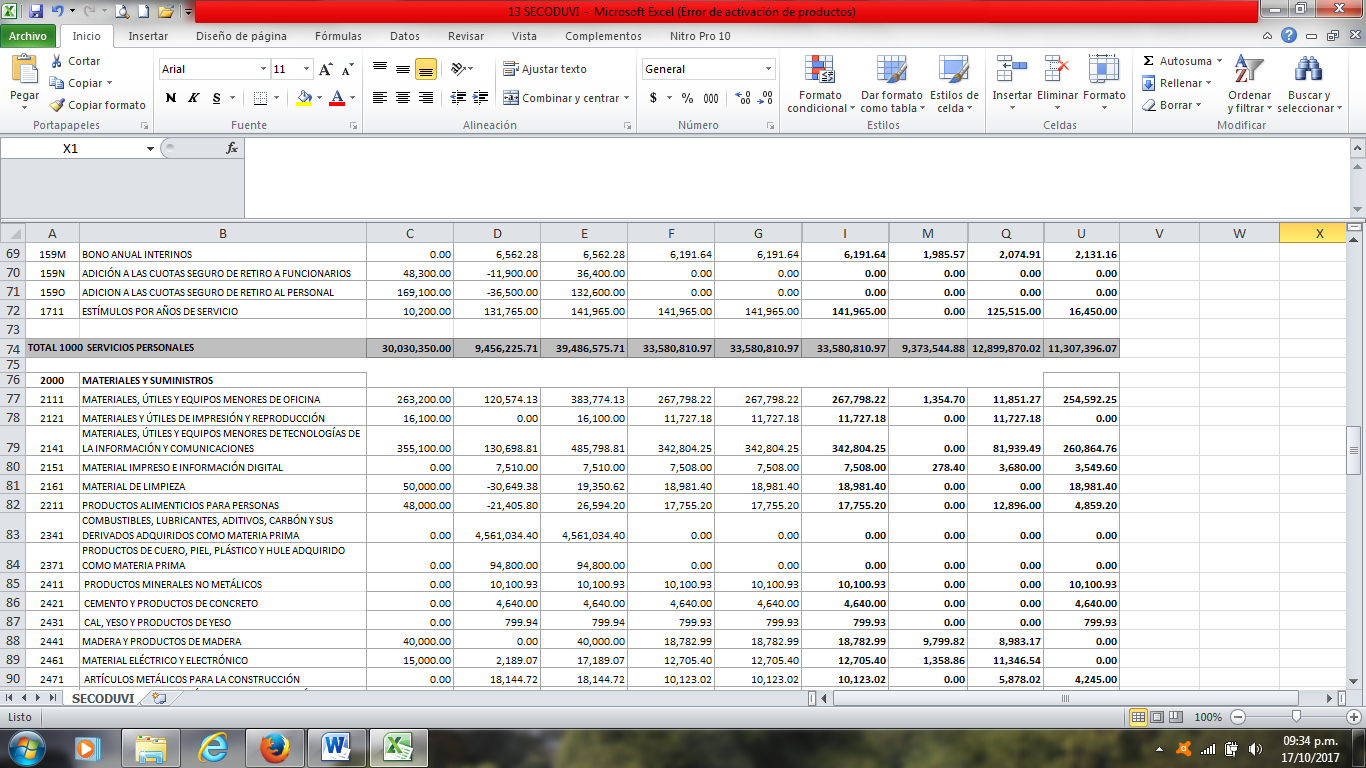 13 SECODUVI - Microsoft Excel (Error de activación de productos)
Archivo Inicio Insertar Diseño de página Fórmulas Datos Revisar Vista Complementos Nitro Pro 10
Pegar Cortar Copiar Copiar formato Portapapeles
Arial 11 A A N K S A Fuente
Ajustar texto Combinar y centrar Alineación
General $ % 000 Número
Formato condicional Dar formato como tabla Estilos de celda Estilos
Insertar Eliminar Formato Celdas
Σ Autosuma Rellenar Borrar Ordenar y filtrar Buscar y seleccionar Modificar
X1 fx
A B C D E F G I M Q U V W X
69 159M BONO ANUAL INTERINOS 0.00 6,562.28 6,562.28 6,191.64 6,191.64 6,191.64 1,985.57 2,074.91 2,131.16
70 159N ADICIÓN A LAS CUOTAS SEGURO DE RETIRO A FUNCIONARIOS 48,300.00 -11,900.00 36,400.00 0.00 0.00 0.00 0.00 0.00 0.00
71 159O ADICION A LAS CUOTAS SEGURO DE RETIRO AL PERSONAL 169,100.00 -36,500.00 132,600.00 0.00 0.00 0.00 0.00 0.00 0.00
72 1711 ESTÍMULOS POR AÑOS DE SERVICIO 10,200.00 131,765.00 141,965.00 141,965.00 141,965.00 141,965.00 0.00 125,515.00 16,450.00
73
74 TOTAL 1000 SERVICIOS PERSONALES 30,030,350.00 9,456,225.71 39,486,575.71 33,580,810.97 33,580,810.97 33,580,810.97 9,373,544.88 12,899,870.02 11,307,396.07
75
76 2000 MATERIALES Y SUMINISTROS
77 2111 MATERIALES, ÚTILES Y EQUIPOS MENORES DE OFICINA 263,200.00 120,574.13 383,774.13 267,798.22 267,798.22 267,798.22 1,354.70 11,851.27 254,592.25
78 2121 MATERIALES Y ÚTILES DE IMPRESIÓN Y REPRODUCCIÓN 16,100.00 0.00 16,100.00 11,727.18 11,727.18 11,727.18 0.00 11,727.18 0.00
MATERIALES, ÚTILES Y EQUIPOS MENORES DE TECNOLOGÍAS DE
79 2141 LA INFORMACIÓN Y COMUNICACIONES 355,100.00 130,698.81 485,798.81 342,804.25 342,804.25 342,804.25 0.00 81,939.49 260,864.76
80 2151 MATERIAL IMPRESO E INFORMACIÓN DIGITAL 0.00 7,510.00 7,510.00 7,508.00 7,508.00 7,508.00 278.40 3,680.00 3,549.60
81 2161 MATERIAL DE LIMPIEZA 50,000.00 -30,649.38 19,350.62 18,981.40 18,981.40 18,981.40 0.00 0.00 18,981.40
82 2211 PRODUCTOS ALIMENTICIOS PARA PERSONAS 48,000.00 -21,405.80 26,594.20 17,755.20 17,755.20 17,755.20 0.00 12,896.00 4,859.20
COMBUSTIBLES, LUBRICANTES, ADITIVOS, CARBÓN Y SUS
83 2341 DERIVADOS ADQUIRIDOS COMO MATERIA PRIMA 0.00 4,561,034.40 4,561,034.40 0.00 0.00 0.00 0.00 0.00 0.00
PRODUCTOS DE CUERO, PIEL, PLÁSTICO Y HULE ADQUIRIDO
84 2371 COMO MATERIA PRIMA 0.00 94,800.00 94,800.00 0.00 0.00 0.00 0.00 0.00 0.00
85 2411 PRODUCTOS MINERALES NO METÁLICOS 0.00 10,100.93 10,100.93 10,100.93 10,100.93 10,100.93 0.00 0.00 10,100.93
86 2421 CEMENTO Y PRODUCTOS DE CONCRETO 0.00 4,640.00 4,640.00 4,640.00 4,640.00 4,640.00 0.00 0.00 4,640.00
87 2431 CAL, YESO Y PRODUCTOS DE YESO 0.00 799.94 799.94 799.93 799.93 799.93 0.00 0.00 799.93
88 2441 MADERA Y PRODUCTOS DE MADERA 40,000.00 0.00 40,000.00 18,782.99 18,782.99 18,782.99 9,799.82 8,983.17 0.00
89 2461 MATERIAL ELÉCTRICO Y ELECTRÓNICO 15,000.00 2,189.07 17,189.07 12,705.40 12,705.40 12,705.40 1,358.86 11,346.54 0.00
90 2471 ARTÍCULOS METÁLICOS PARA LA CONSTRUCCIÓN 0.00 18,144.72 18,144.72 10,123.02 10,123.02 10,123.02 0.00 5,878.02 4,245.00
SECODUVI
Listo 100%
09:34 p.m.
17/10/2017